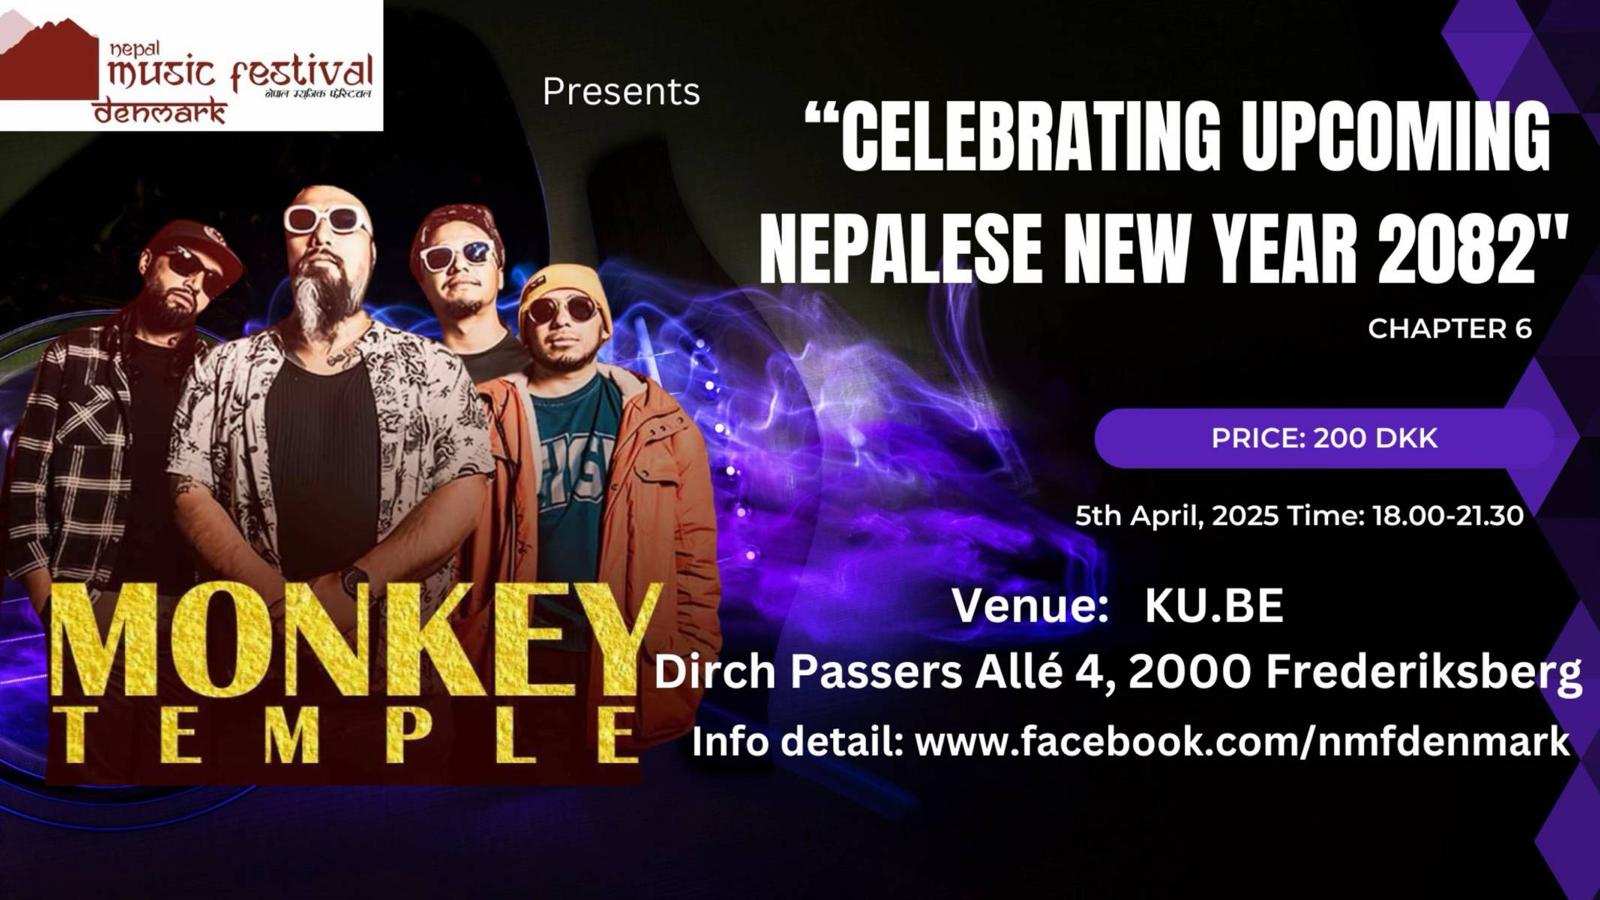 nepal
music festival
नेपाल म्युजिक फेस्टिवल
denmark
Presents
“CELEBRATING UPCOMING
NEPALESE NEW YEAR 2082"
CHAPTER 6
PRICE: 200 DKK
5th April, 2025 Time: 18.00-21.30
Venue: KU.BE
Dirch Passers Allé 4, 2000 Frederiksberg
Info detail: www.facebook.com/nmfdenmark
MONKEY
TEMPLE